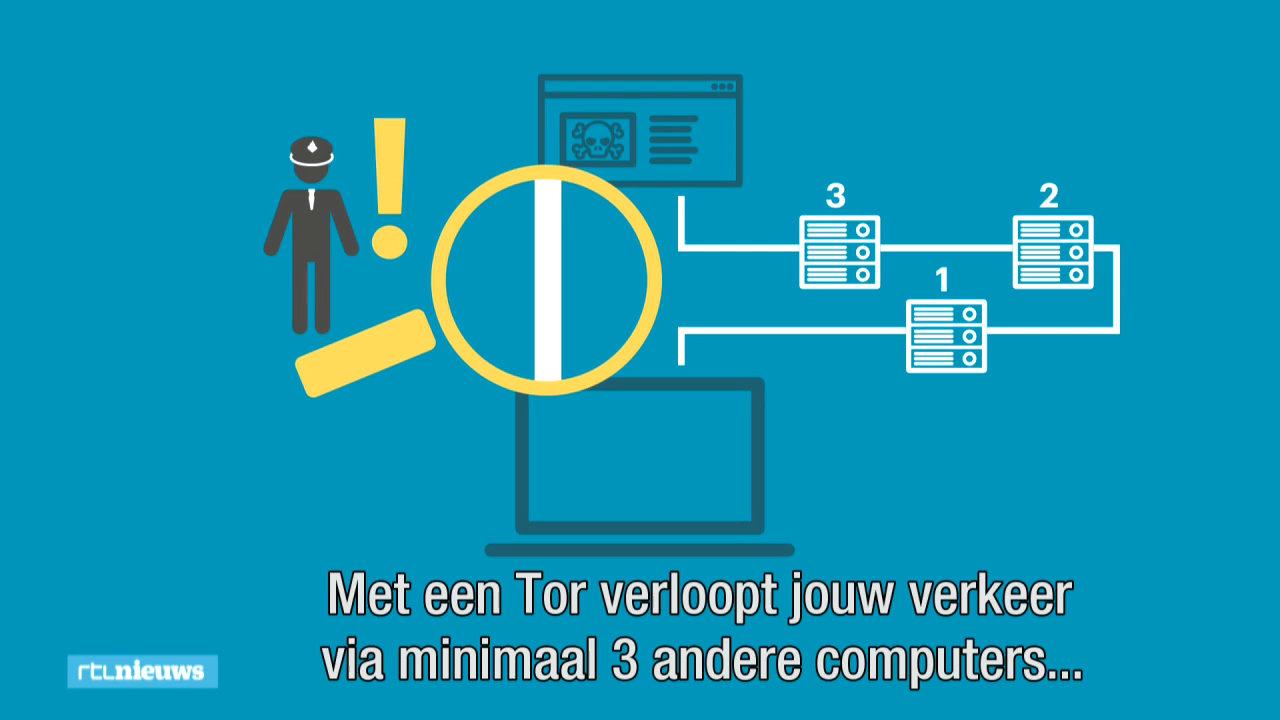 3
2
1
Met een Tor verloopt jouw verkeer
via minimaal 3 andere computers...
rtlnieuws